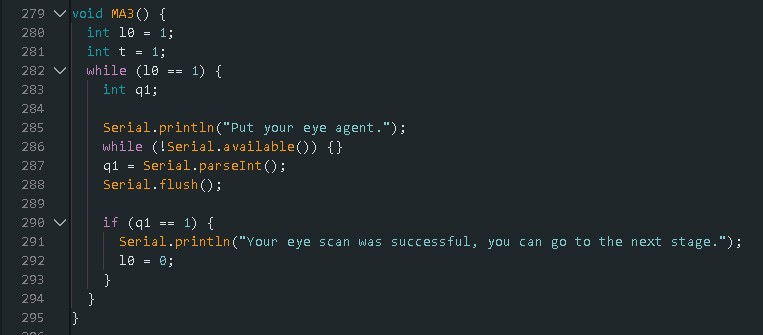 279 void MA3() {
280 int l0 = 1;
281 int t = 1;
282 while (l0 == 1) {
283 int q1;
284
285 Serial.println("Put your eye agent.");
286 while (!Serial.available()) {}
287 q1 = Serial.parseInt();
288 Serial.flush();
289
290 if (q1 == 1) {
291 Serial.println("Your eye scan was successful, you can go to the next stage.");
292 l0 = 0;
293 }
294 }
295 }